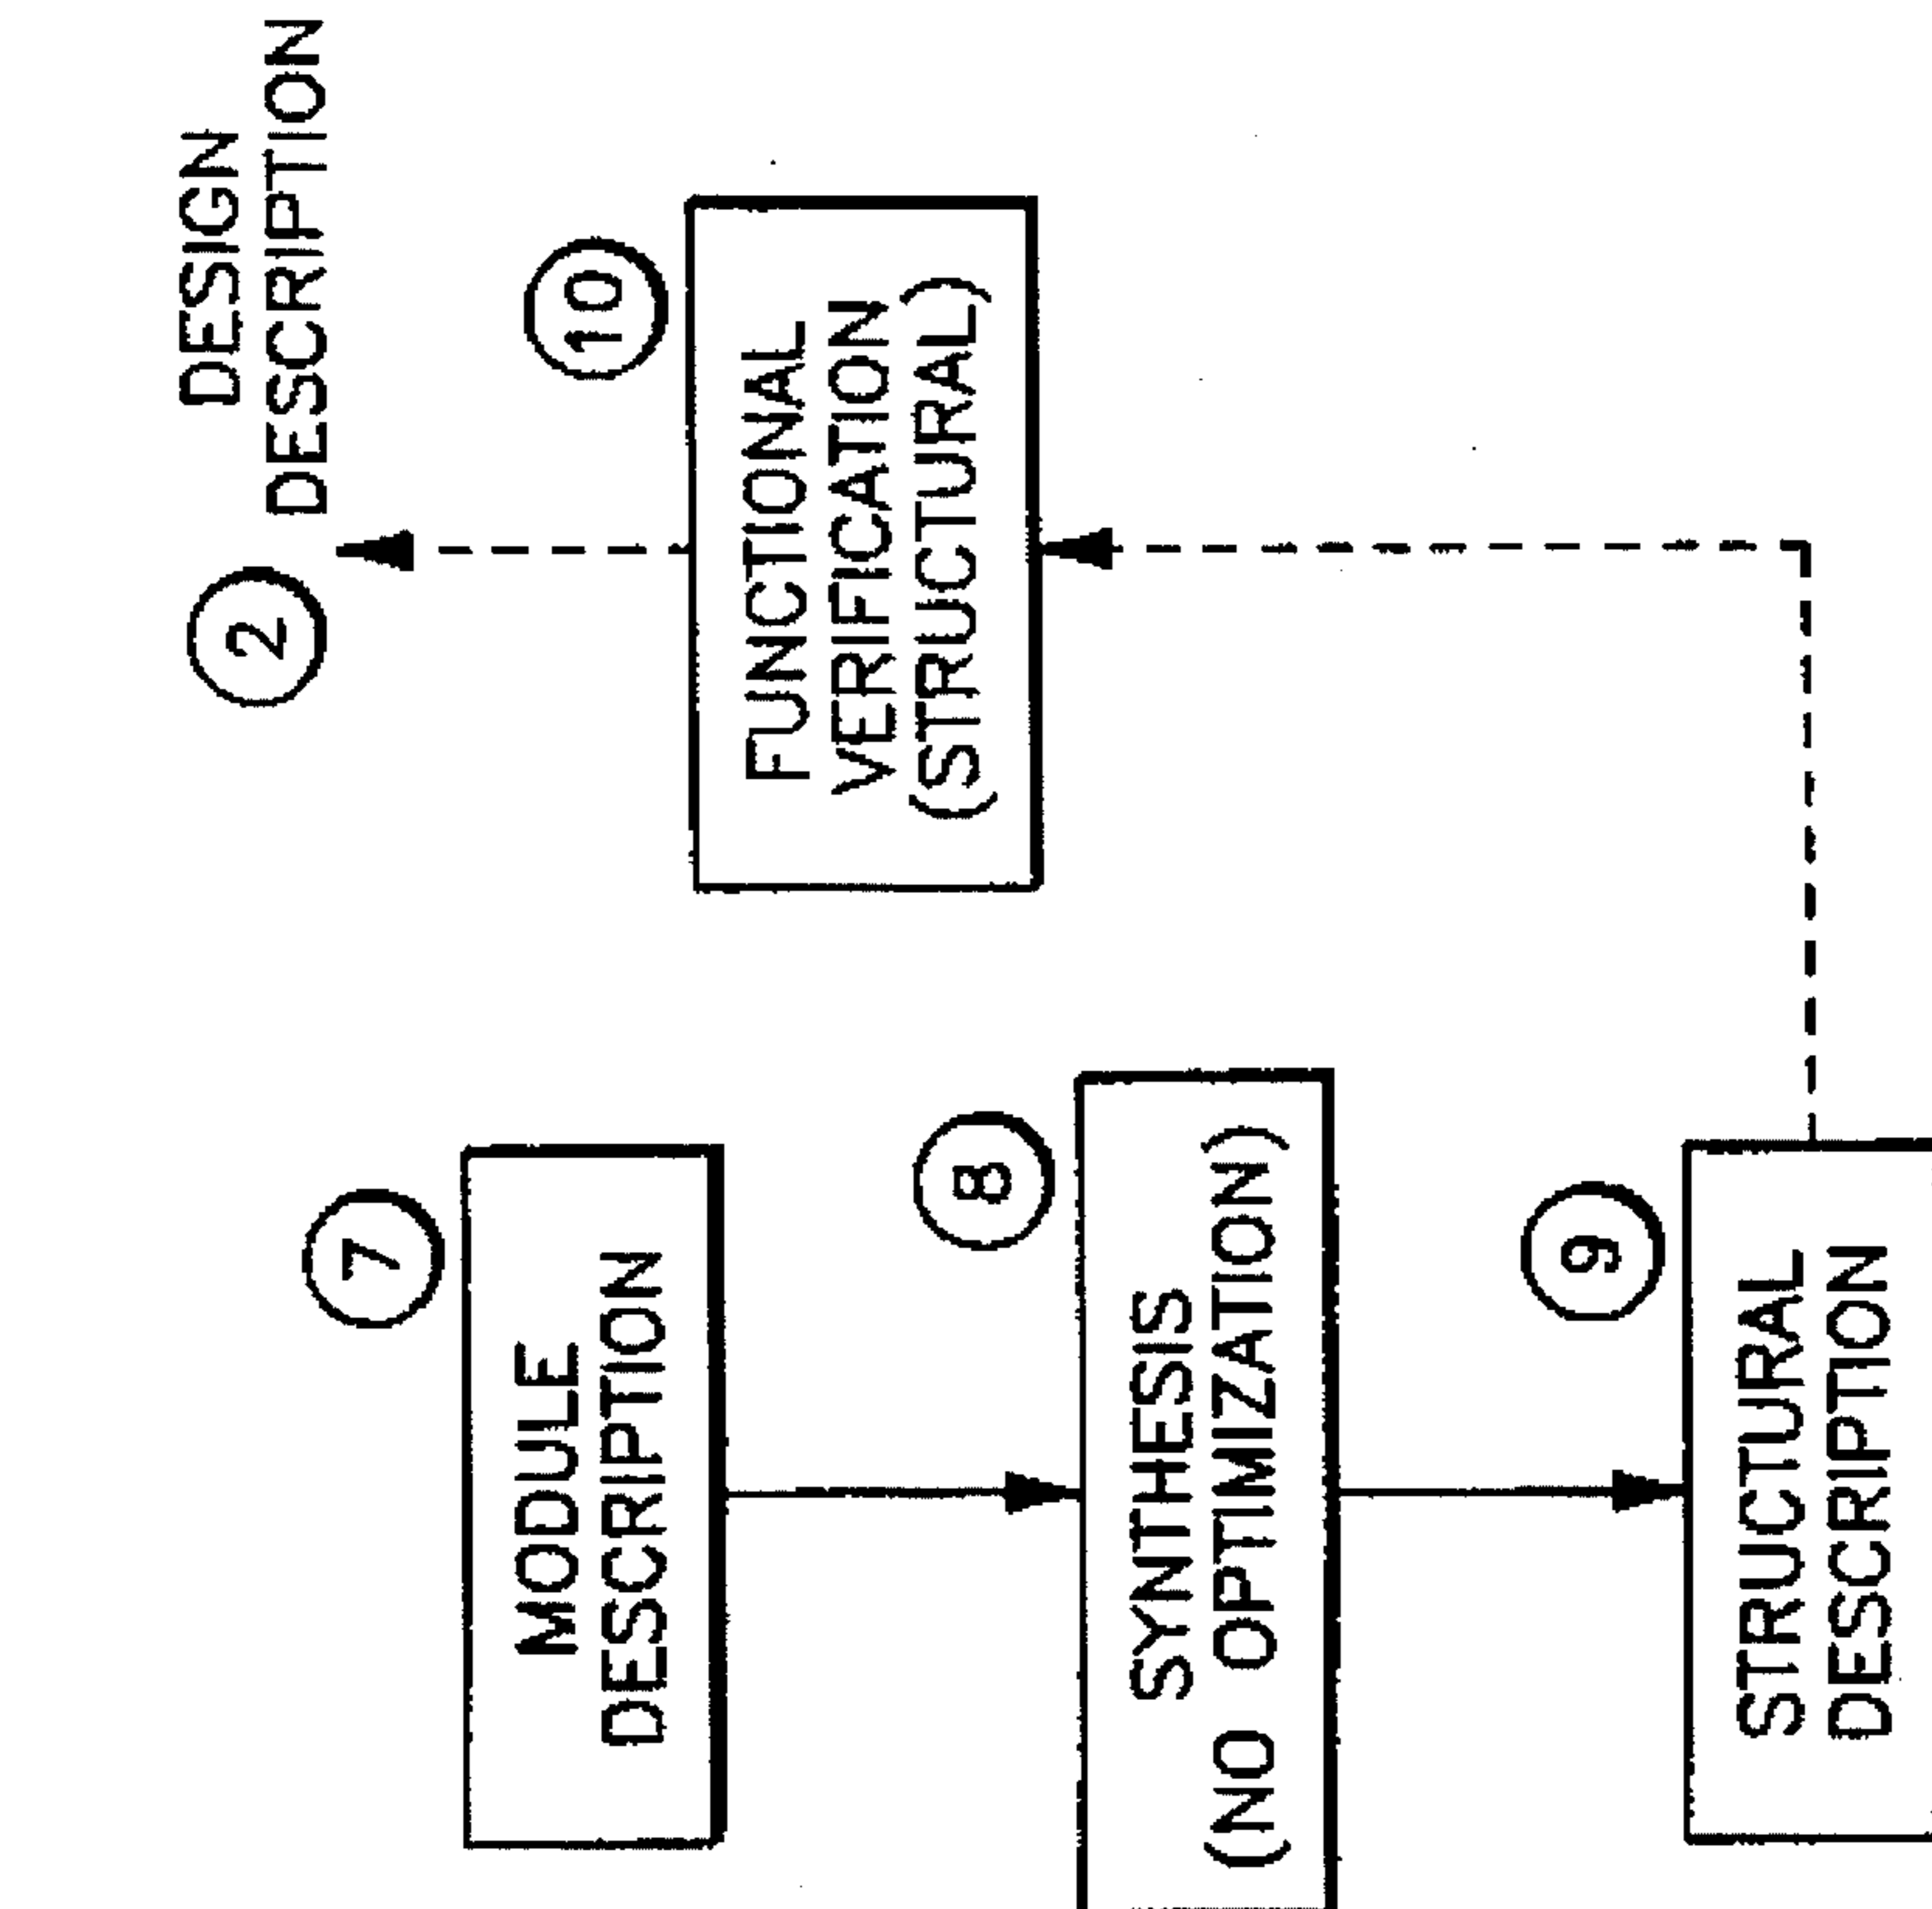 7
MODULE
DESCRIPTION
8
SYNTHESIS
(NO OPTIMIZATION)
9
STRUCTURAL
DESCRIPTION
2
DESIGN
DESCRIPTION
10
FUNCTIONAL
VERIFICATION
(STRUCTURAL)